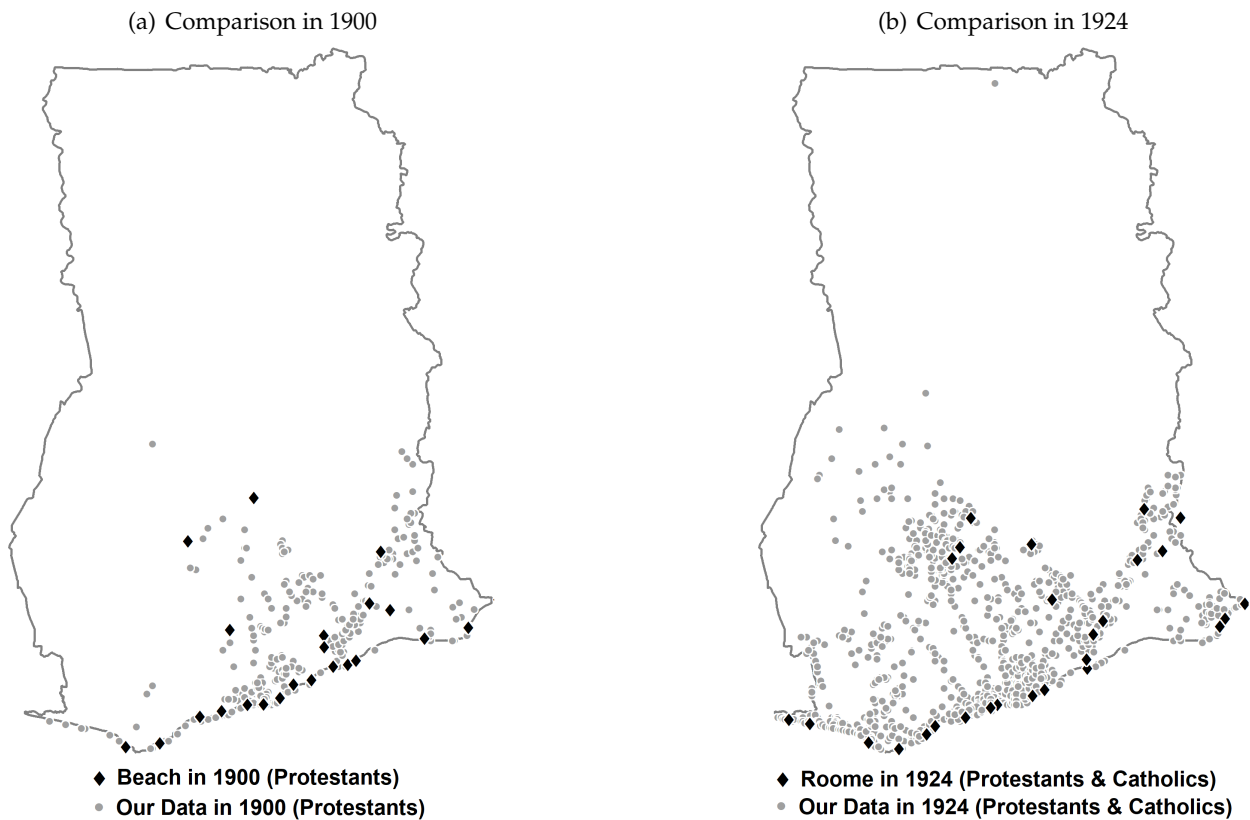 (a) Comparison in 1900
(b) Comparison in 1924
Beach in 1900 (Protestants)
Our Data in 1900 (Protestants)
Roome in 1924 (Protestants & Catholics)
Our Data in 1924 (Protestants & Catholics)